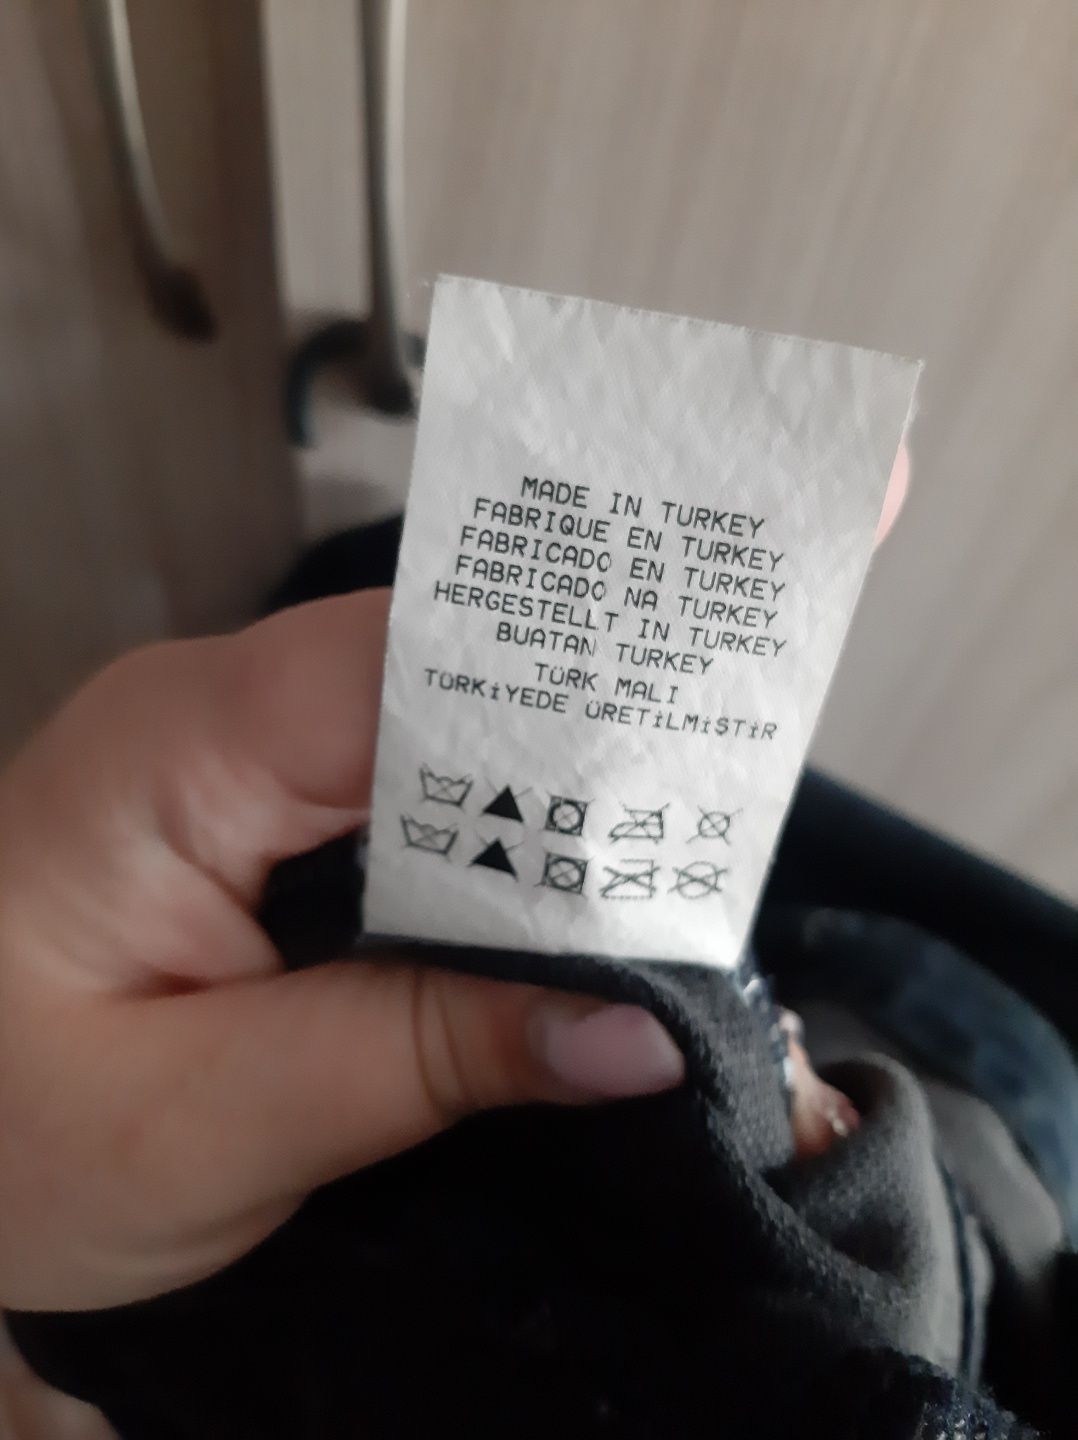 MADE IN TURKEY
FABRIQUE EN TURKEY
FABRICADO EN TURKEY
FABRICADO NA TURKEY
HERGESTELLT IN TURKEY
BUATAN TURKEY
TÜRK MALI
TÜRKİYEDE ÜRETİLMİŞTİR